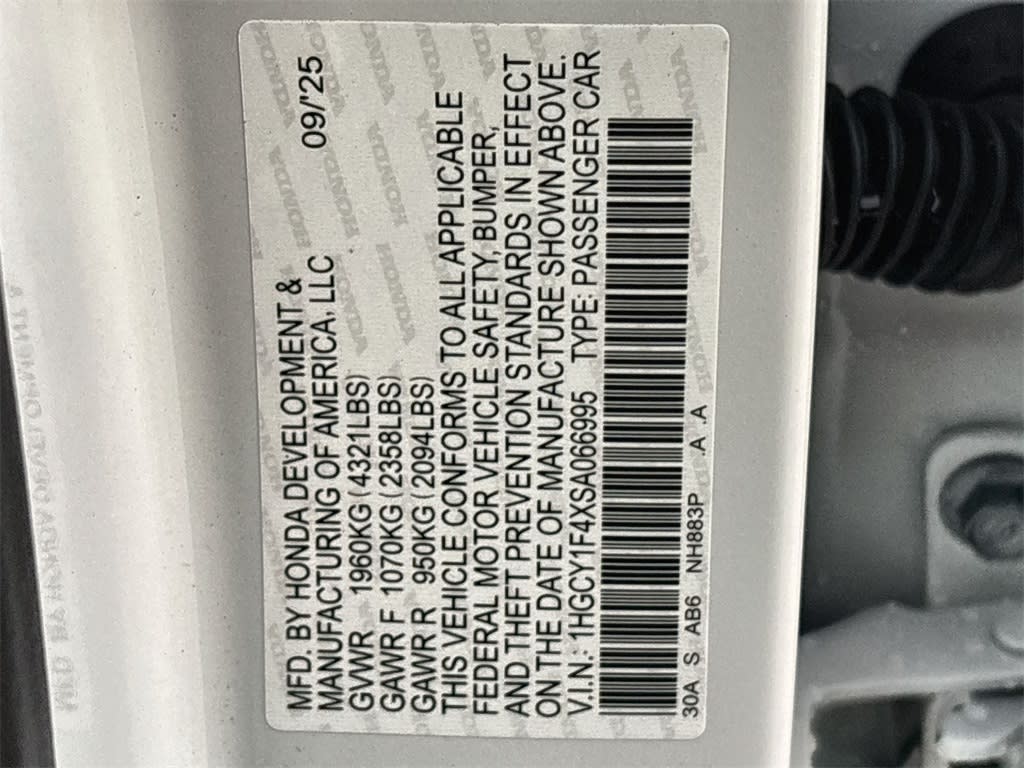 MFD. BY HONDA DEVELOPMENT &
MANUFACTURING OF AMERICA, LLC 09/'25
GVWR 1960KG (4321LBS)
GAWR F 1070KG (2358LBS)
GAWR R 950KG (2094LBS)
THIS VEHICLE CONFORMS TO ALL APPLICABLE
FEDERAL MOTOR VEHICLE SAFETY, BUMPER,
AND THEFT PREVENTION STANDARDS IN EFFECT
ON THE DATE OF MANUFACTURE SHOWN ABOVE.
V.I.N.: 1HGCY1F4XSA066995 TYPE: PASSENGER CAR
30A S AB6 NH883P .A .A